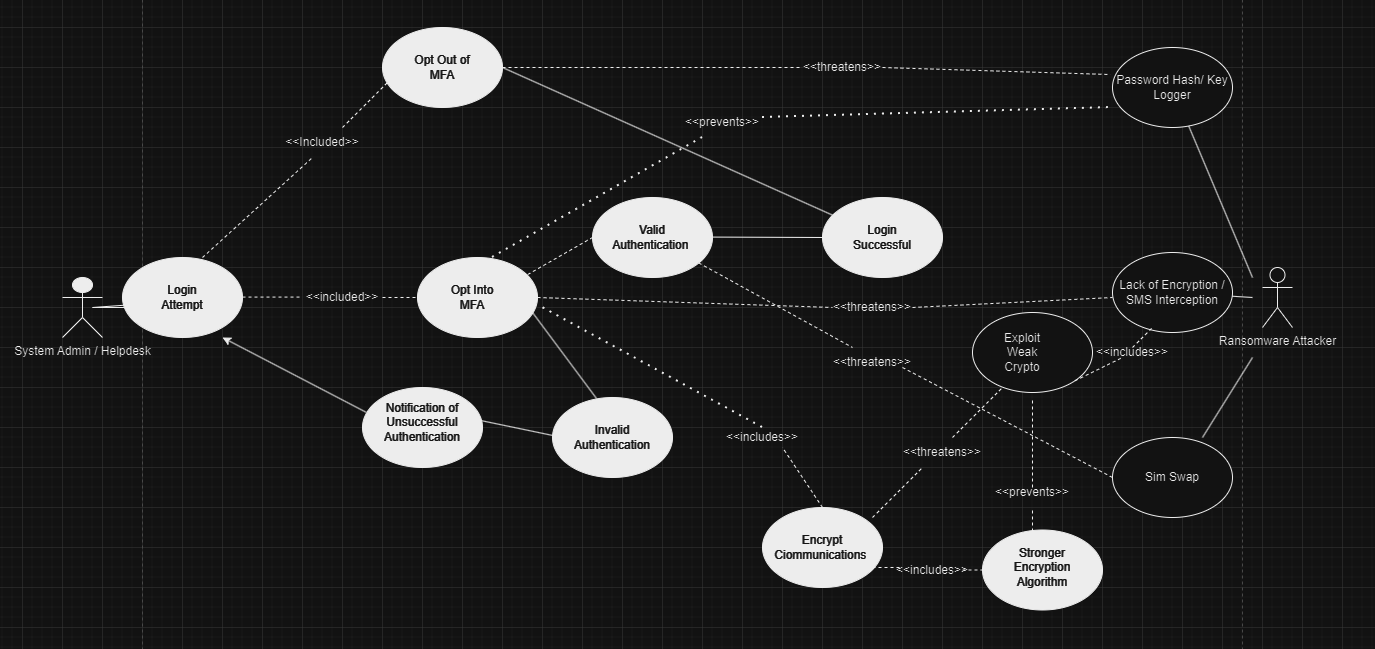 Opt Out of
MFA
<<threatens>>
Password Hash/ Key
Logger
<<prevents>>
<<Included>>
Valid
Authentication
Login
Successful
Login
Attempt
<<included>>
Opt Into
MFA
<<threatens>>
Lack of Encryption /
SMS Interception
System Admin / Helpdesk
Ransomware Attacker
Exploit
Weak
Crypto
<<includes>>
<<threatens>>
Notification of
Unsuccessful
Authentication
Invalid
Authentication
<<includes>>
<<threatens>>
Sim Swap
<<prevents>>
Encrypt
Ciommunications
<<includes>>
Stronger
Encryption
Algorithm